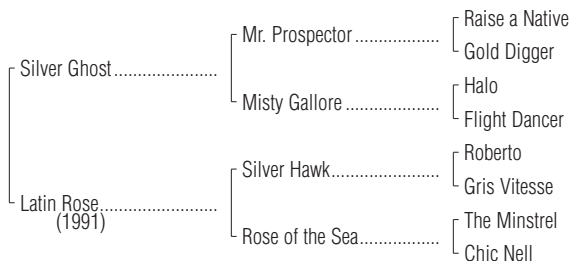 Raise a Native
Mr. Prospector ..................
Gold Digger
Silver Ghost ......................
Halo
Misty Gallore ....................
Flight Dancer
Roberto
Silver Hawk.......................
Gris Vitesse
Latin Rose.........................
(1991)
The Minstrel
Rose of the Sea.................
Chic Nell